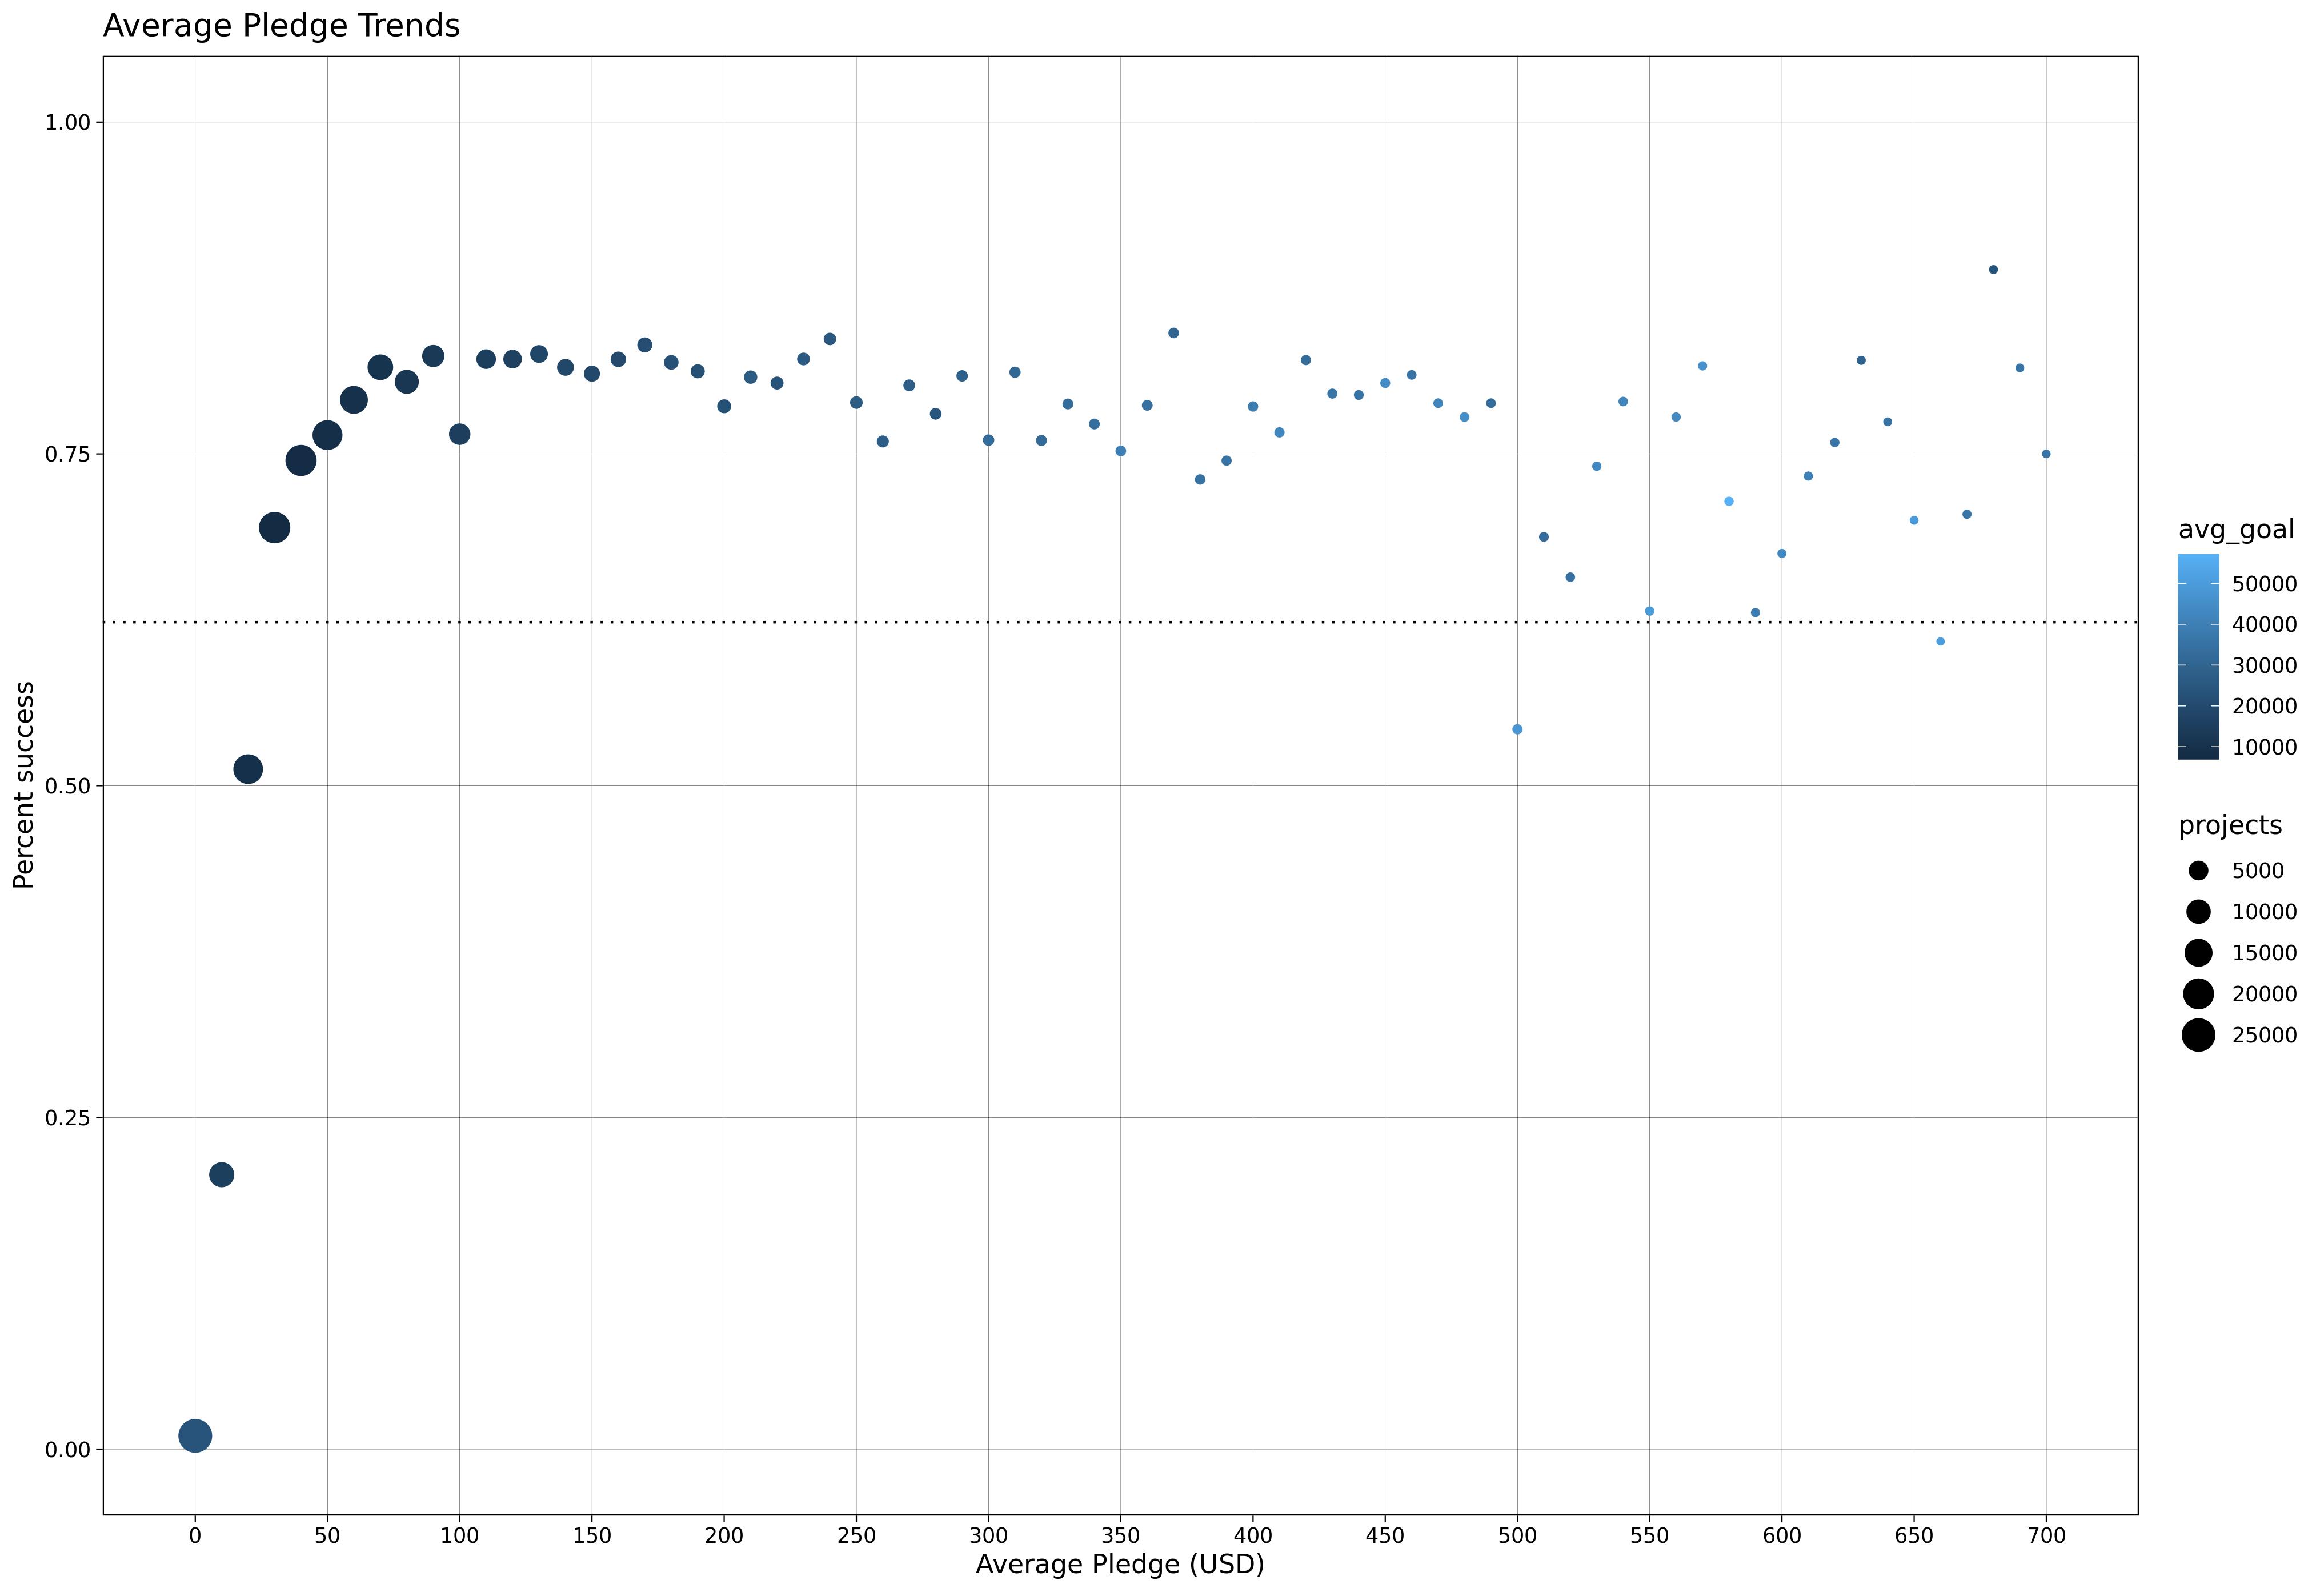 Average Pledge Trends
1.00
0.75
0.50
0.25
0.00
Percent success
0 50 100 150 200 250 300 350 400 450 500 550 600 650 700
Average Pledge (USD)
avg_goal
50000
40000
30000
20000
10000
projects
5000
10000
15000
20000
25000